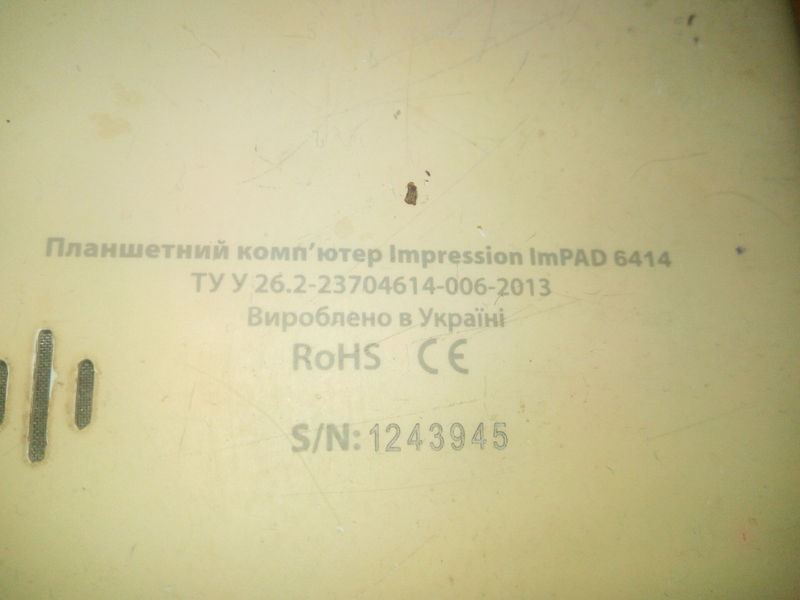 Планшетний комп'ютер Impression ImPAD 6414
ТУ У 26.2-23704614-006-2013
Вироблено в Україні
RoHS CE
S/N: 1243945